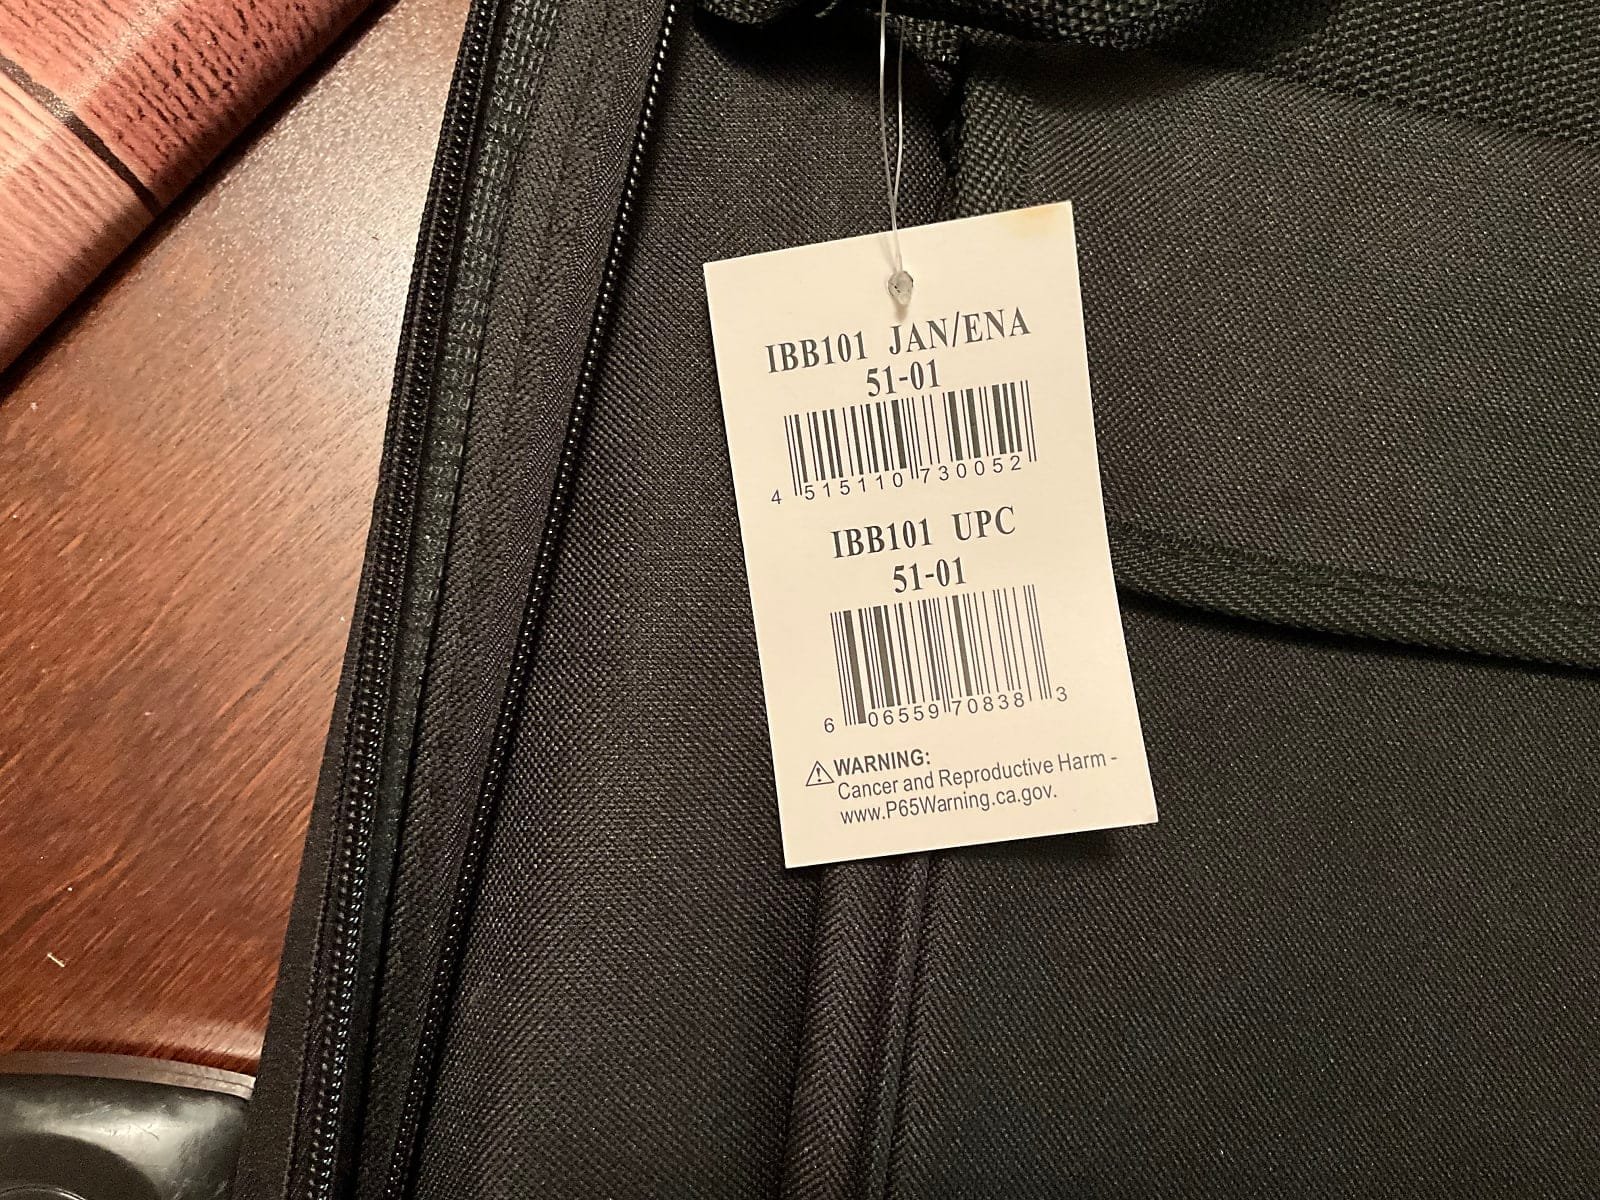 IBB101 JAN/ENA
51-01
4 515110 730052
IBB101 UPC
51-01
6 06559 70838 3
WARNING:
Cancer and Reproductive Harm -
www.P65Warning.ca.gov.